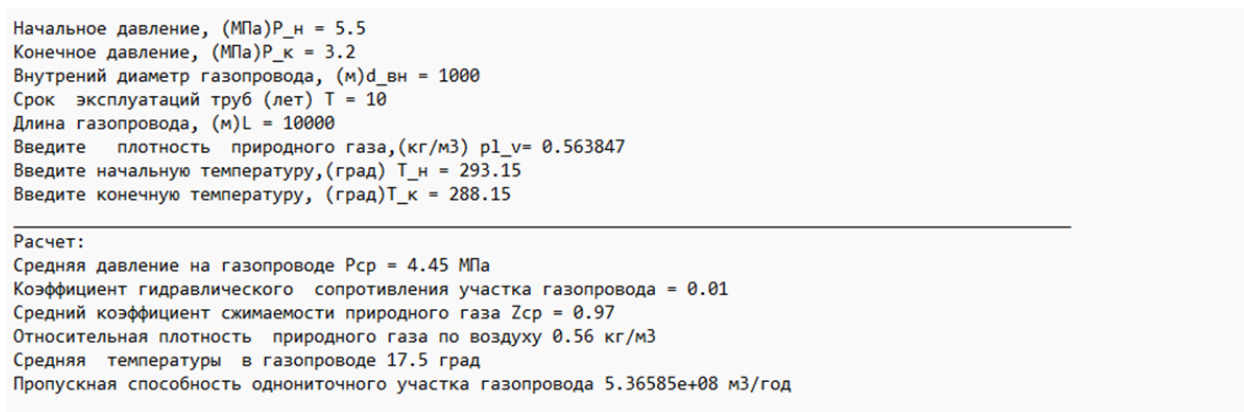 Начальное давление, (МПа)P_н = 5.5
Конечное давление, (МПа)P_к = 3.2
Внутрений диаметр газопровода, (м)d_вн = 1000
Срок  эксплуатаций труб (лет) T = 10
Длина газопровода, (м)L = 10000
Введите   плотность  природного газа,(кг/м3) pl_v= 0.563847
Введите начальную температуру,(град) T_н = 293.15
Введите конечную температуру, (град)T_к = 288.15
Расчет:
Средняя давление на газопроводе Pср = 4.45 МПа
Коэффициент гидравлического  сопротивления участка газопровода = 0.01
Средний коэффициент сжимаемости природного газа Zср = 0.97
Относительная плотность  природного газа по воздуху 0.56 кг/м3
Средняя  температуры  в газопроводе 17.5 град
Пропускная способность однониточного участка газопровода 5.36585e+08 м3/год